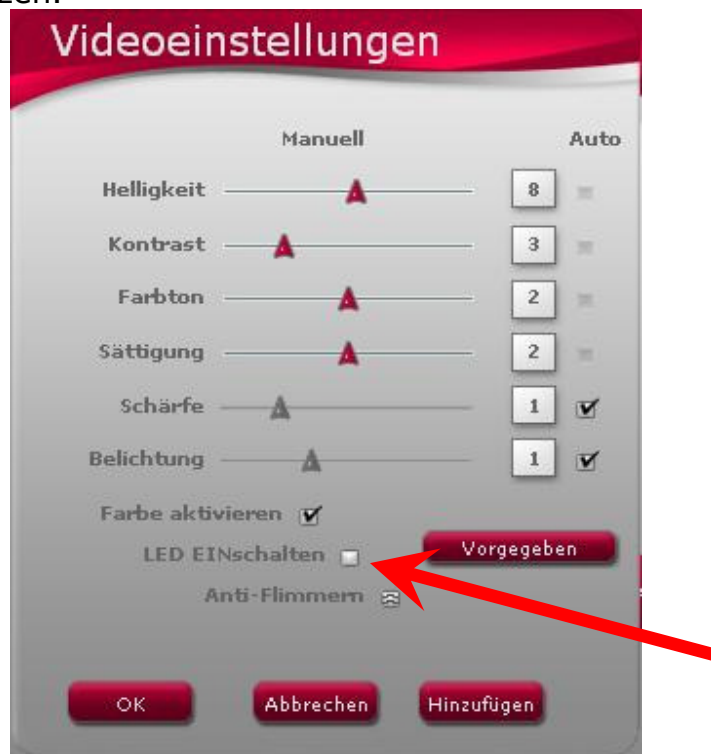 zen.
Videoeinstellungen
Manuell Auto
Helligkeit 8
Kontrast 3
Farbton 2
Sättigung 2
Schärfe 1
Belichtung 1
Farbe aktivieren
LED EINschalten Vorgegeben
Anti-Flimmern
OK Abbrechen Hinzufügen